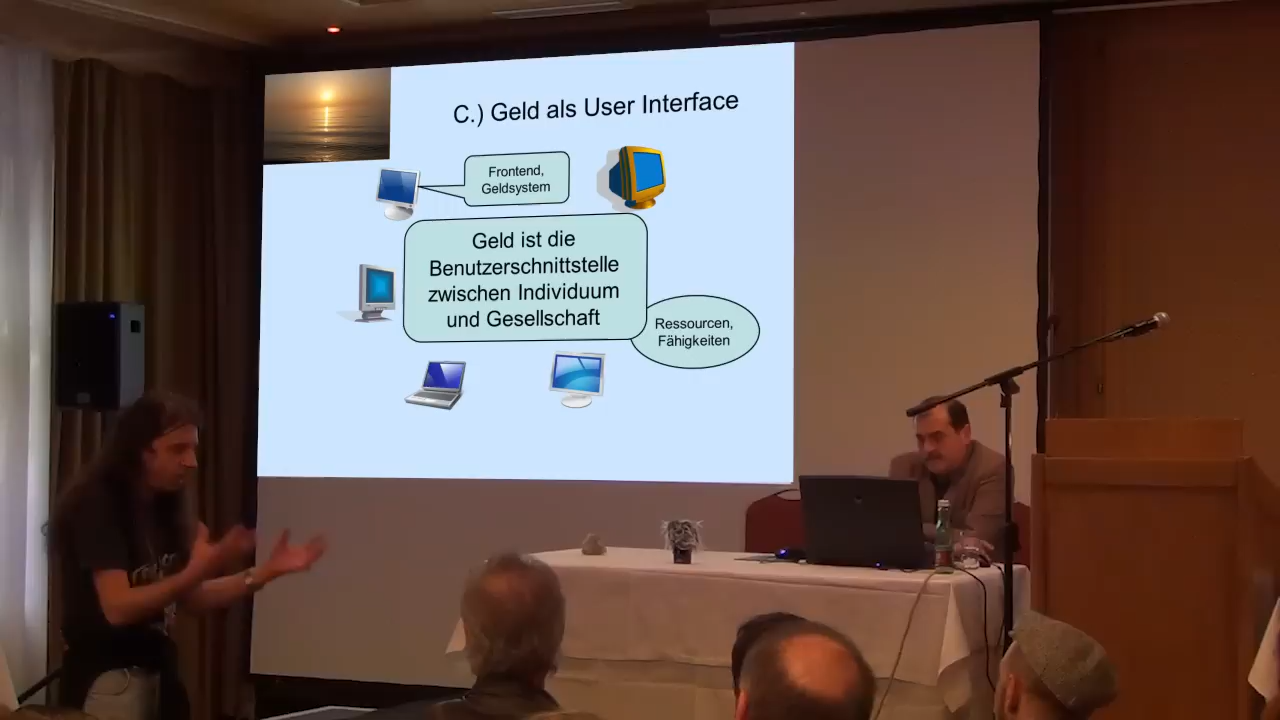 C.) Geld als User Interface
Frontend,
Geldsystem
Geld ist die
Benutzerschnittstelle
zwischen Individuum
und Gesellschaft
Ressourcen,
Fähigkeiten